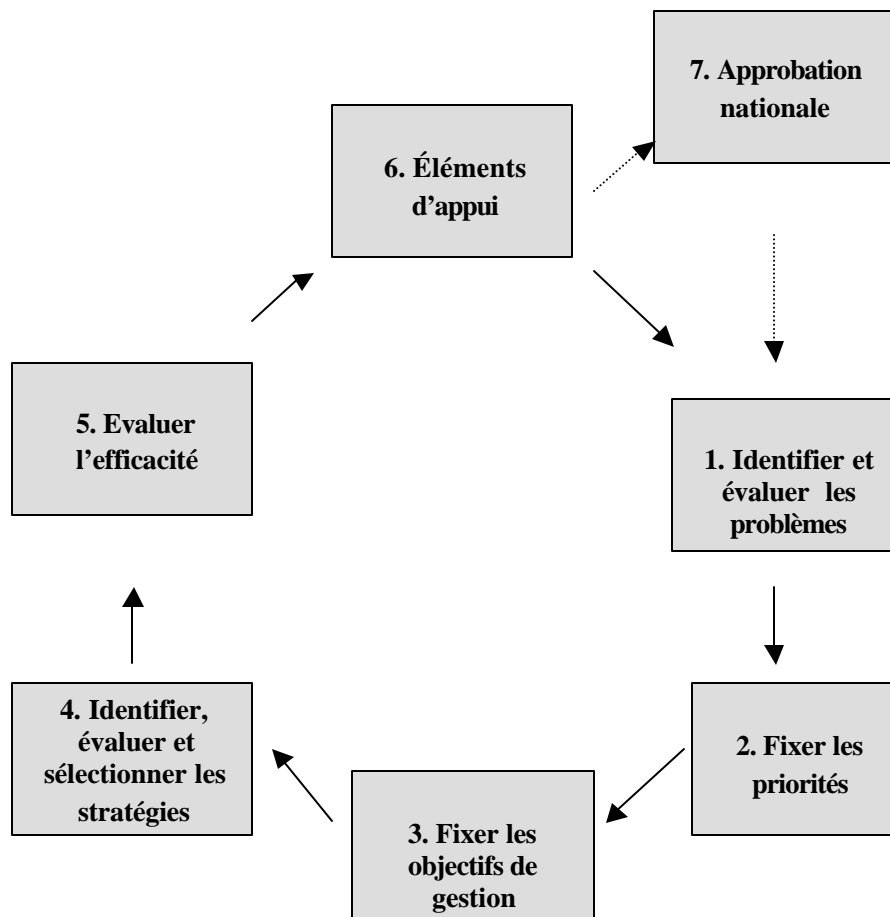 7. Approbation
nationale
6. Éléments
d’appui
5. Evaluer
l’efficacité
1. Identifier et
évaluer les
problèmes
4. Identifier,
évaluer et
sélectionner les
stratégies
2. Fixer les
priorités
3. Fixer les
objectifs de
gestion